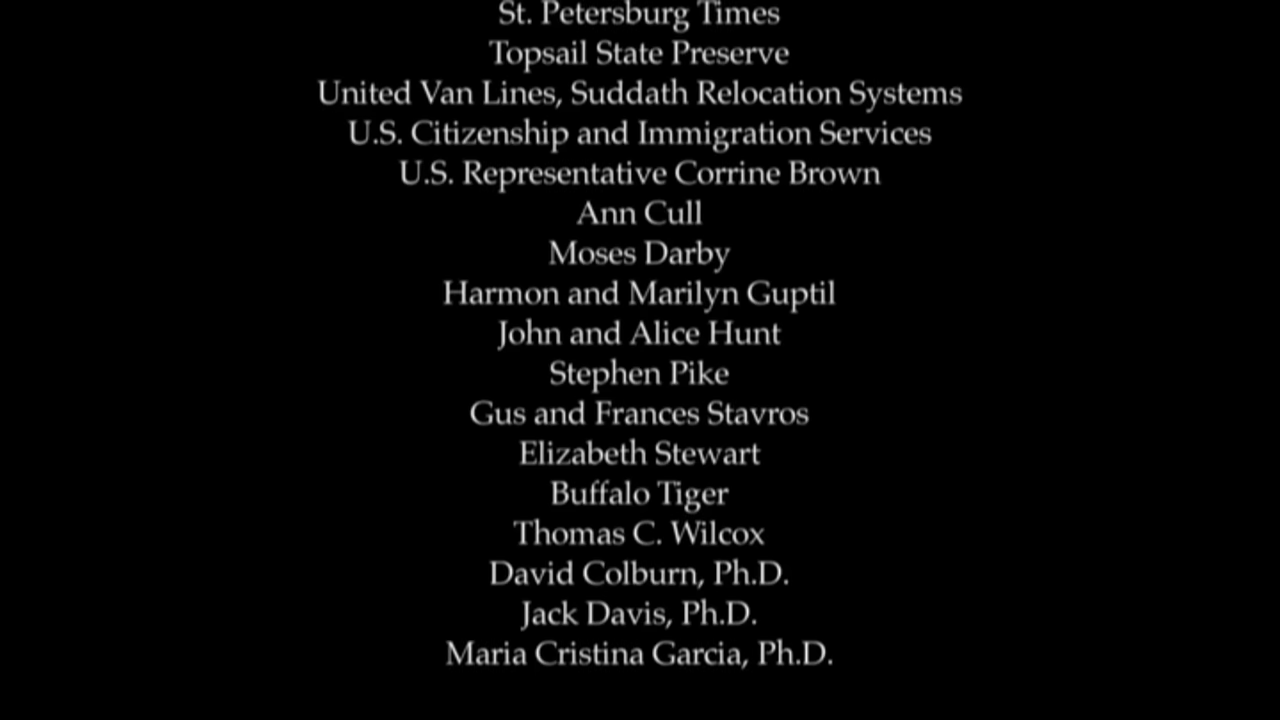 St. Petersburg Times
Topsail State Preserve
United Van Lines, Suddath Relocation Systems
U.S. Citizenship and Immigration Services
U.S. Representative Corrine Brown
Ann Cull
Moses Darby
Harmon and Marilyn Guptil
John and Alice Hunt
Stephen Pike
Gus and Frances Stavros
Elizabeth Stewart
Buffalo Tiger
Thomas C. Wilcox
David Colburn, Ph.D.
Jack Davis, Ph.D.
Maria Cristina Garcia, Ph.D.